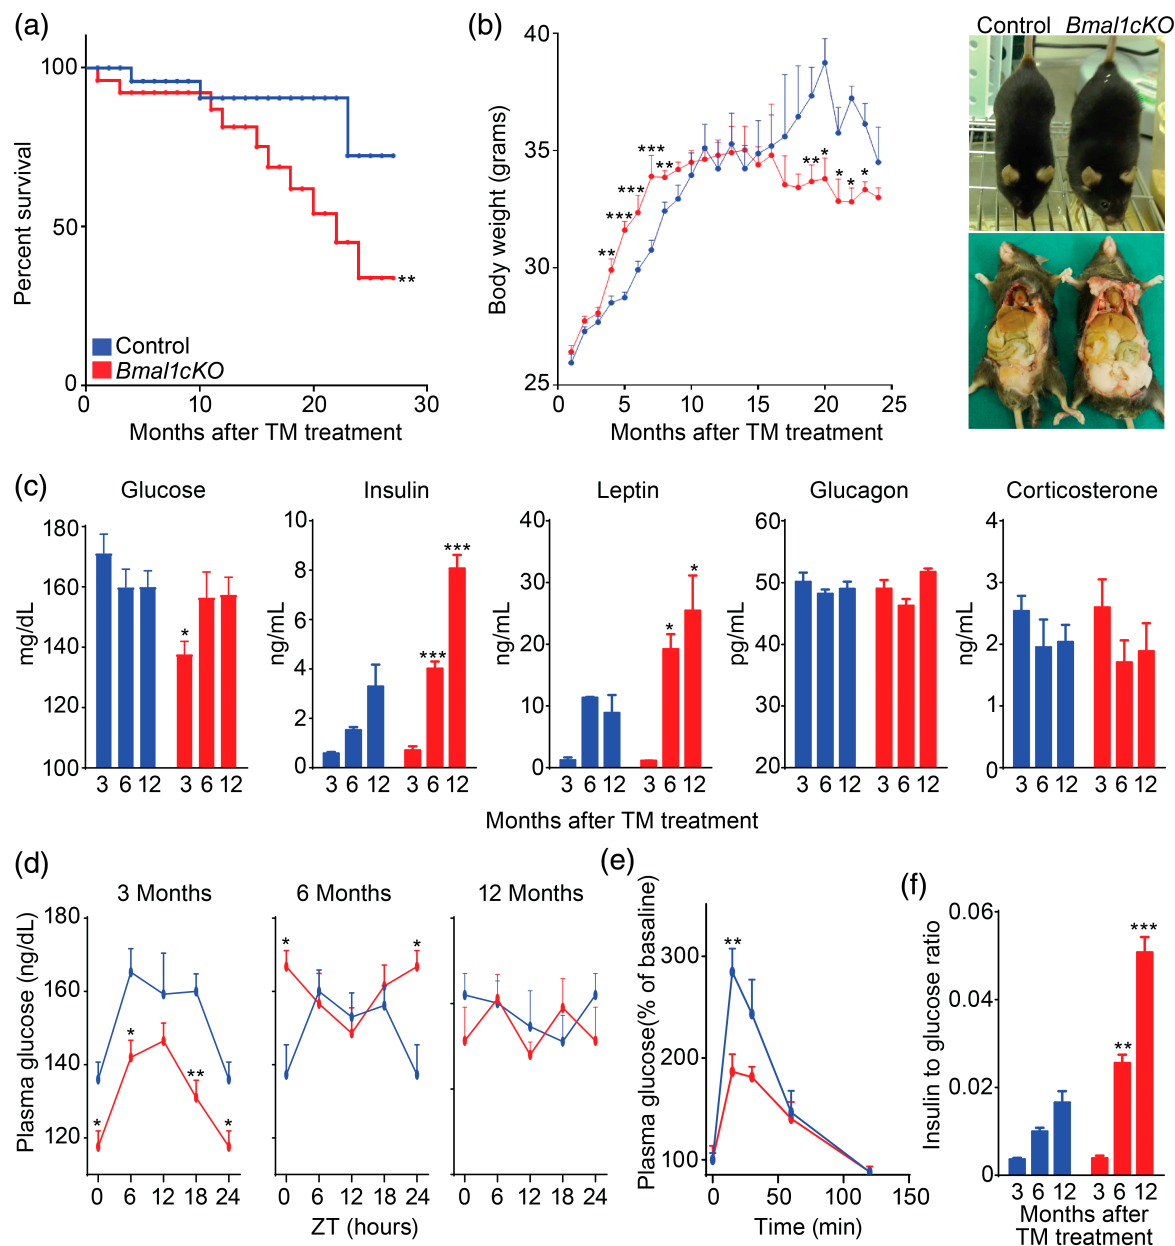 (a)
100
50
0
Percent survival
Control
Bmal1cKO
**
0 10 20 30
Months after TM treatment
(b)
40
35
30
25
Body weight (grams)
** *** *** *** ** ** * * * *
0 5 10 15 20 25
Months after TM treatment
Control Bmal1cKO
(c)
Glucose
180
160
140
120
100
mg/dL
*
3 6 12 3 6 12
Insulin
10
8
6
4
2
0
ng/mL
*** ***
3 6 12 3 6 12
Leptin
40
30
20
10
0
ng/mL
* *
3 6 12 3 6 12
Glucagon
60
50
40
30
20
pg/mL
3 6 12 3 6 12
Corticosterone
4
3
2
1
0
ng/mL
3 6 12 3 6 12
Months after TM treatment
(d)
3 Months
6 Months
12 Months
180
160
140
120
Plasma glucose (ng/dL)
* * ** *
* *
0 6 12 18 24
0 6 12 18 24
0 6 12 18 24
ZT (hours)
(e)
300
200
100
Plasma glucose(% of basaline)
**
0 50 100 150
Time (min)
(f)
0.06
0.04
0.02
0
Insulin to glucose ratio
** ***
3 6 12 3 6 12
Months after
TM treatment